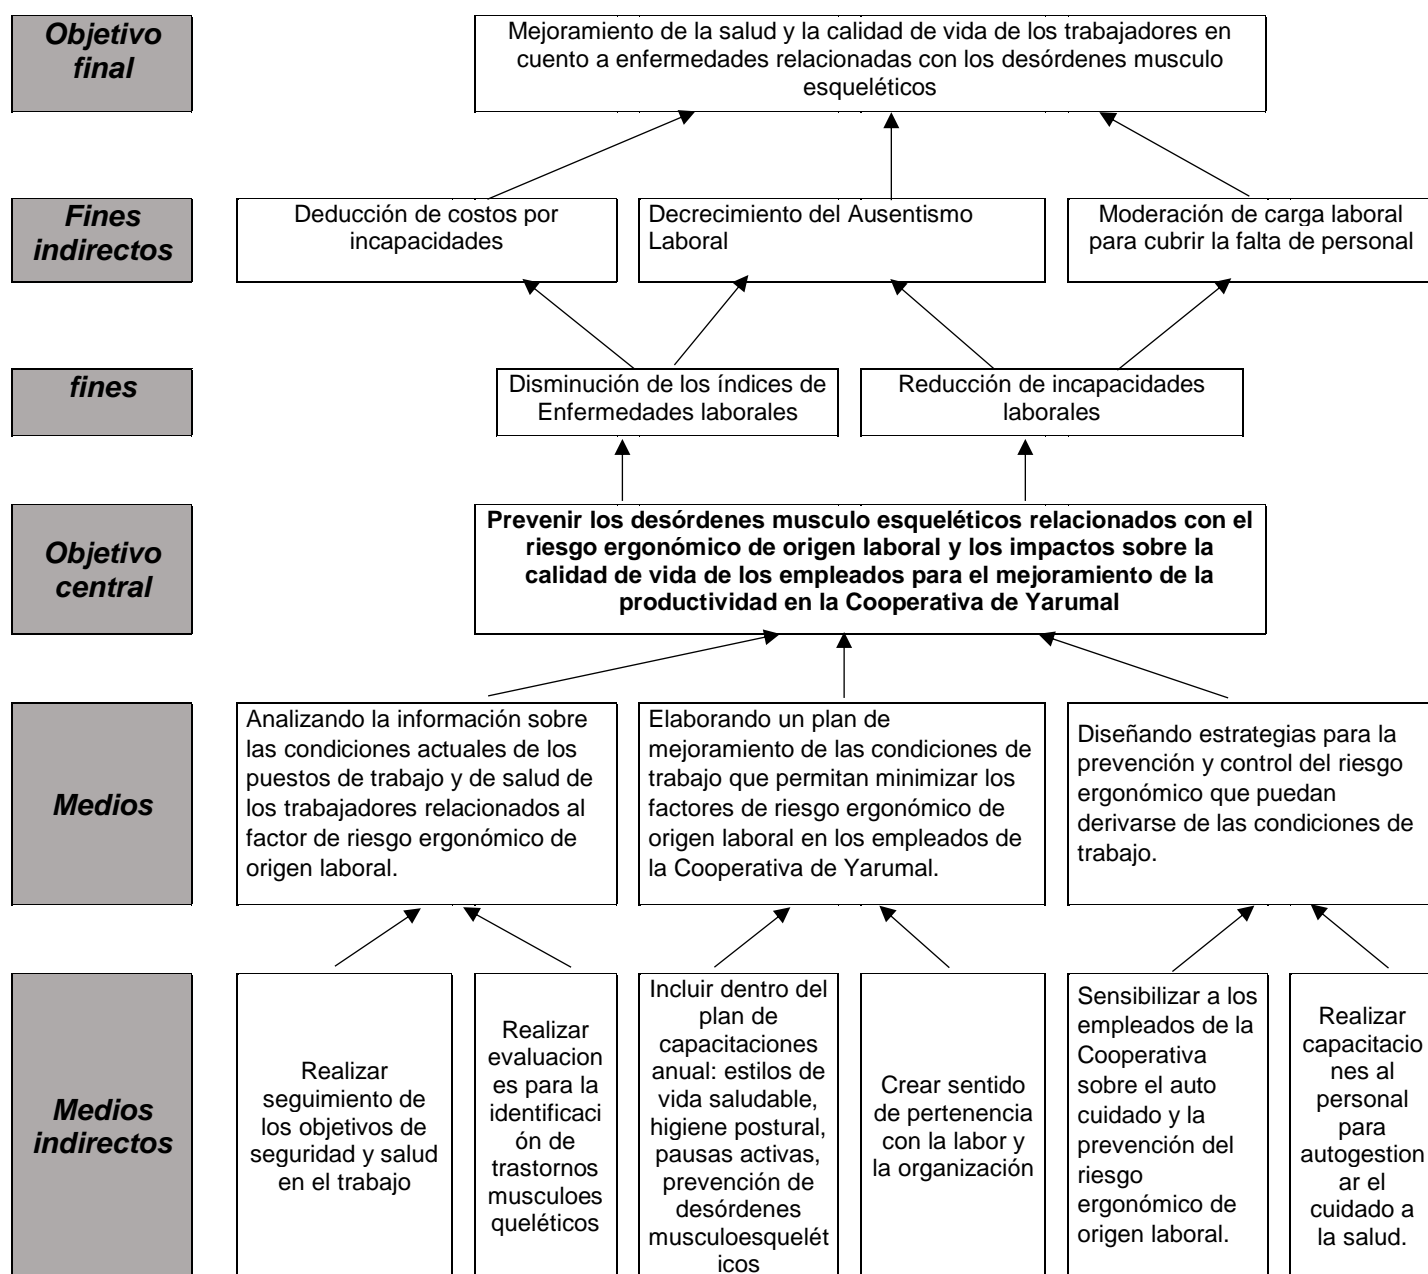 Objetivo
final
Mejoramiento de la salud y la calidad de vida de los trabajadores en
cuento a enfermedades relacionadas con los desórdenes musculo
esqueléticos
Fines
indirectos
Deducción de costos por
incapacidades
Decrecimiento del Ausentismo
Laboral
Moderación de carga laboral
para cubrir la falta de personal
fines
Disminución de los índices de
Enfermedades laborales
Reducción de incapacidades
laborales
Objetivo
central
Prevenir los desórdenes musculo esqueléticos relacionados con el
riesgo ergonómico de origen laboral y los impactos sobre la
calidad de vida de los empleados para el mejoramiento de la
productividad en la Cooperativa de Yarumal
Medios
Analizando la información sobre
las condiciones actuales de los
puestos de trabajo y de salud de
los trabajadores relacionados al
factor de riesgo ergonómico de
origen laboral.
Elaborando un plan de
mejoramiento de las condiciones de
trabajo que permitan minimizar los
factores de riesgo ergonómico de
origen laboral en los empleados de
la Cooperativa de Yarumal.
Diseñando estrategias para la
prevención y control del riesgo
ergonómico que puedan
derivarse de las condiciones de
trabajo.
Medios
indirectos
Realizar
seguimiento de
los objetivos de
seguridad y salud
en el trabajo
Realizar
evaluacion
es para la
identificaci
ón de
trastornos
musculoes
queléticos
Incluir dentro del
plan de
capacitaciones
anual: estilos de
vida saludable,
higiene postural,
pausas activas,
prevención de
desórdenes
musculoesquelét
icos
Crear sentido
de pertenencia
con la labor y
la organización
Sensibilizar a los
empleados de la
Cooperativa
sobre el auto
cuidado y la
prevención del
riesgo
ergonómico de
origen laboral.
Realizar
capacitacio
nes al
personal
para
autogestion
ar el
cuidado a
la salud.